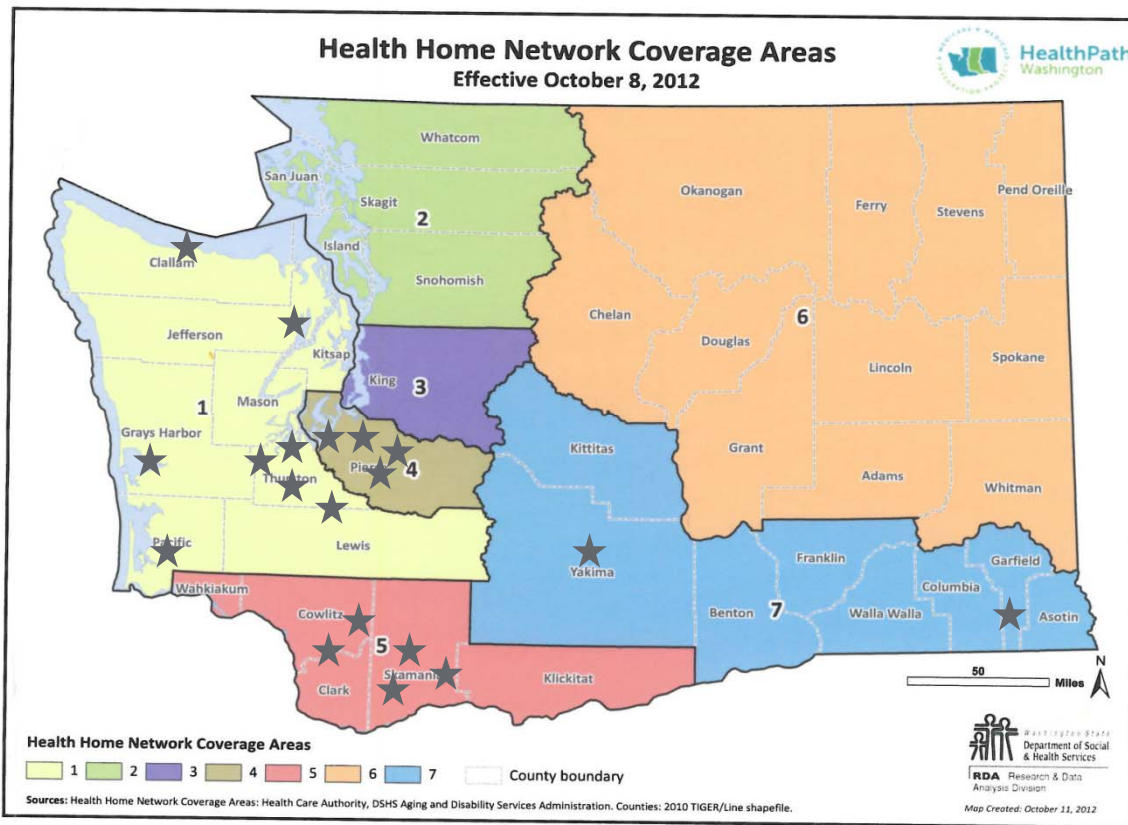 Health Home Network Coverage Areas
Effective October 8, 2012
MEDICARE • MEDICAID
INTEGRATION PROJECT
HealthPath
Washington
Whatcom
San Juan
Okanogan
Pend Oreille
Skagit
Ferry
Stevens
2
Island
Clallam
Snohomish
Chelan
6
Jefferson
Douglas
Kitsap
Spokane
Lincoln
King
3
Mason
1
Grays Harbor
Kittitas
Grant
Pierce
4
Adams
Thurston
Whitman
Pacific
Lewis
Franklin
Garfield
Yakima
Wahkiakum
Columbia
Cowlitz
Benton
7
Walla Walla
Asotin
5
Skamania
Clark
Klickitat
N
50
Miles
Health Home Network Coverage Areas
1 2 3 4 5 6 7 County boundary
Washington State
Department of Social
& Health Services
RDA Research & Data
Analysis Division
Sources: Health Home Network Coverage Areas: Health Care Authority, DSHS Aging and Disability Services Administration. Counties: 2010 TIGER/Line shapefile.
Map Created: October 11, 2012